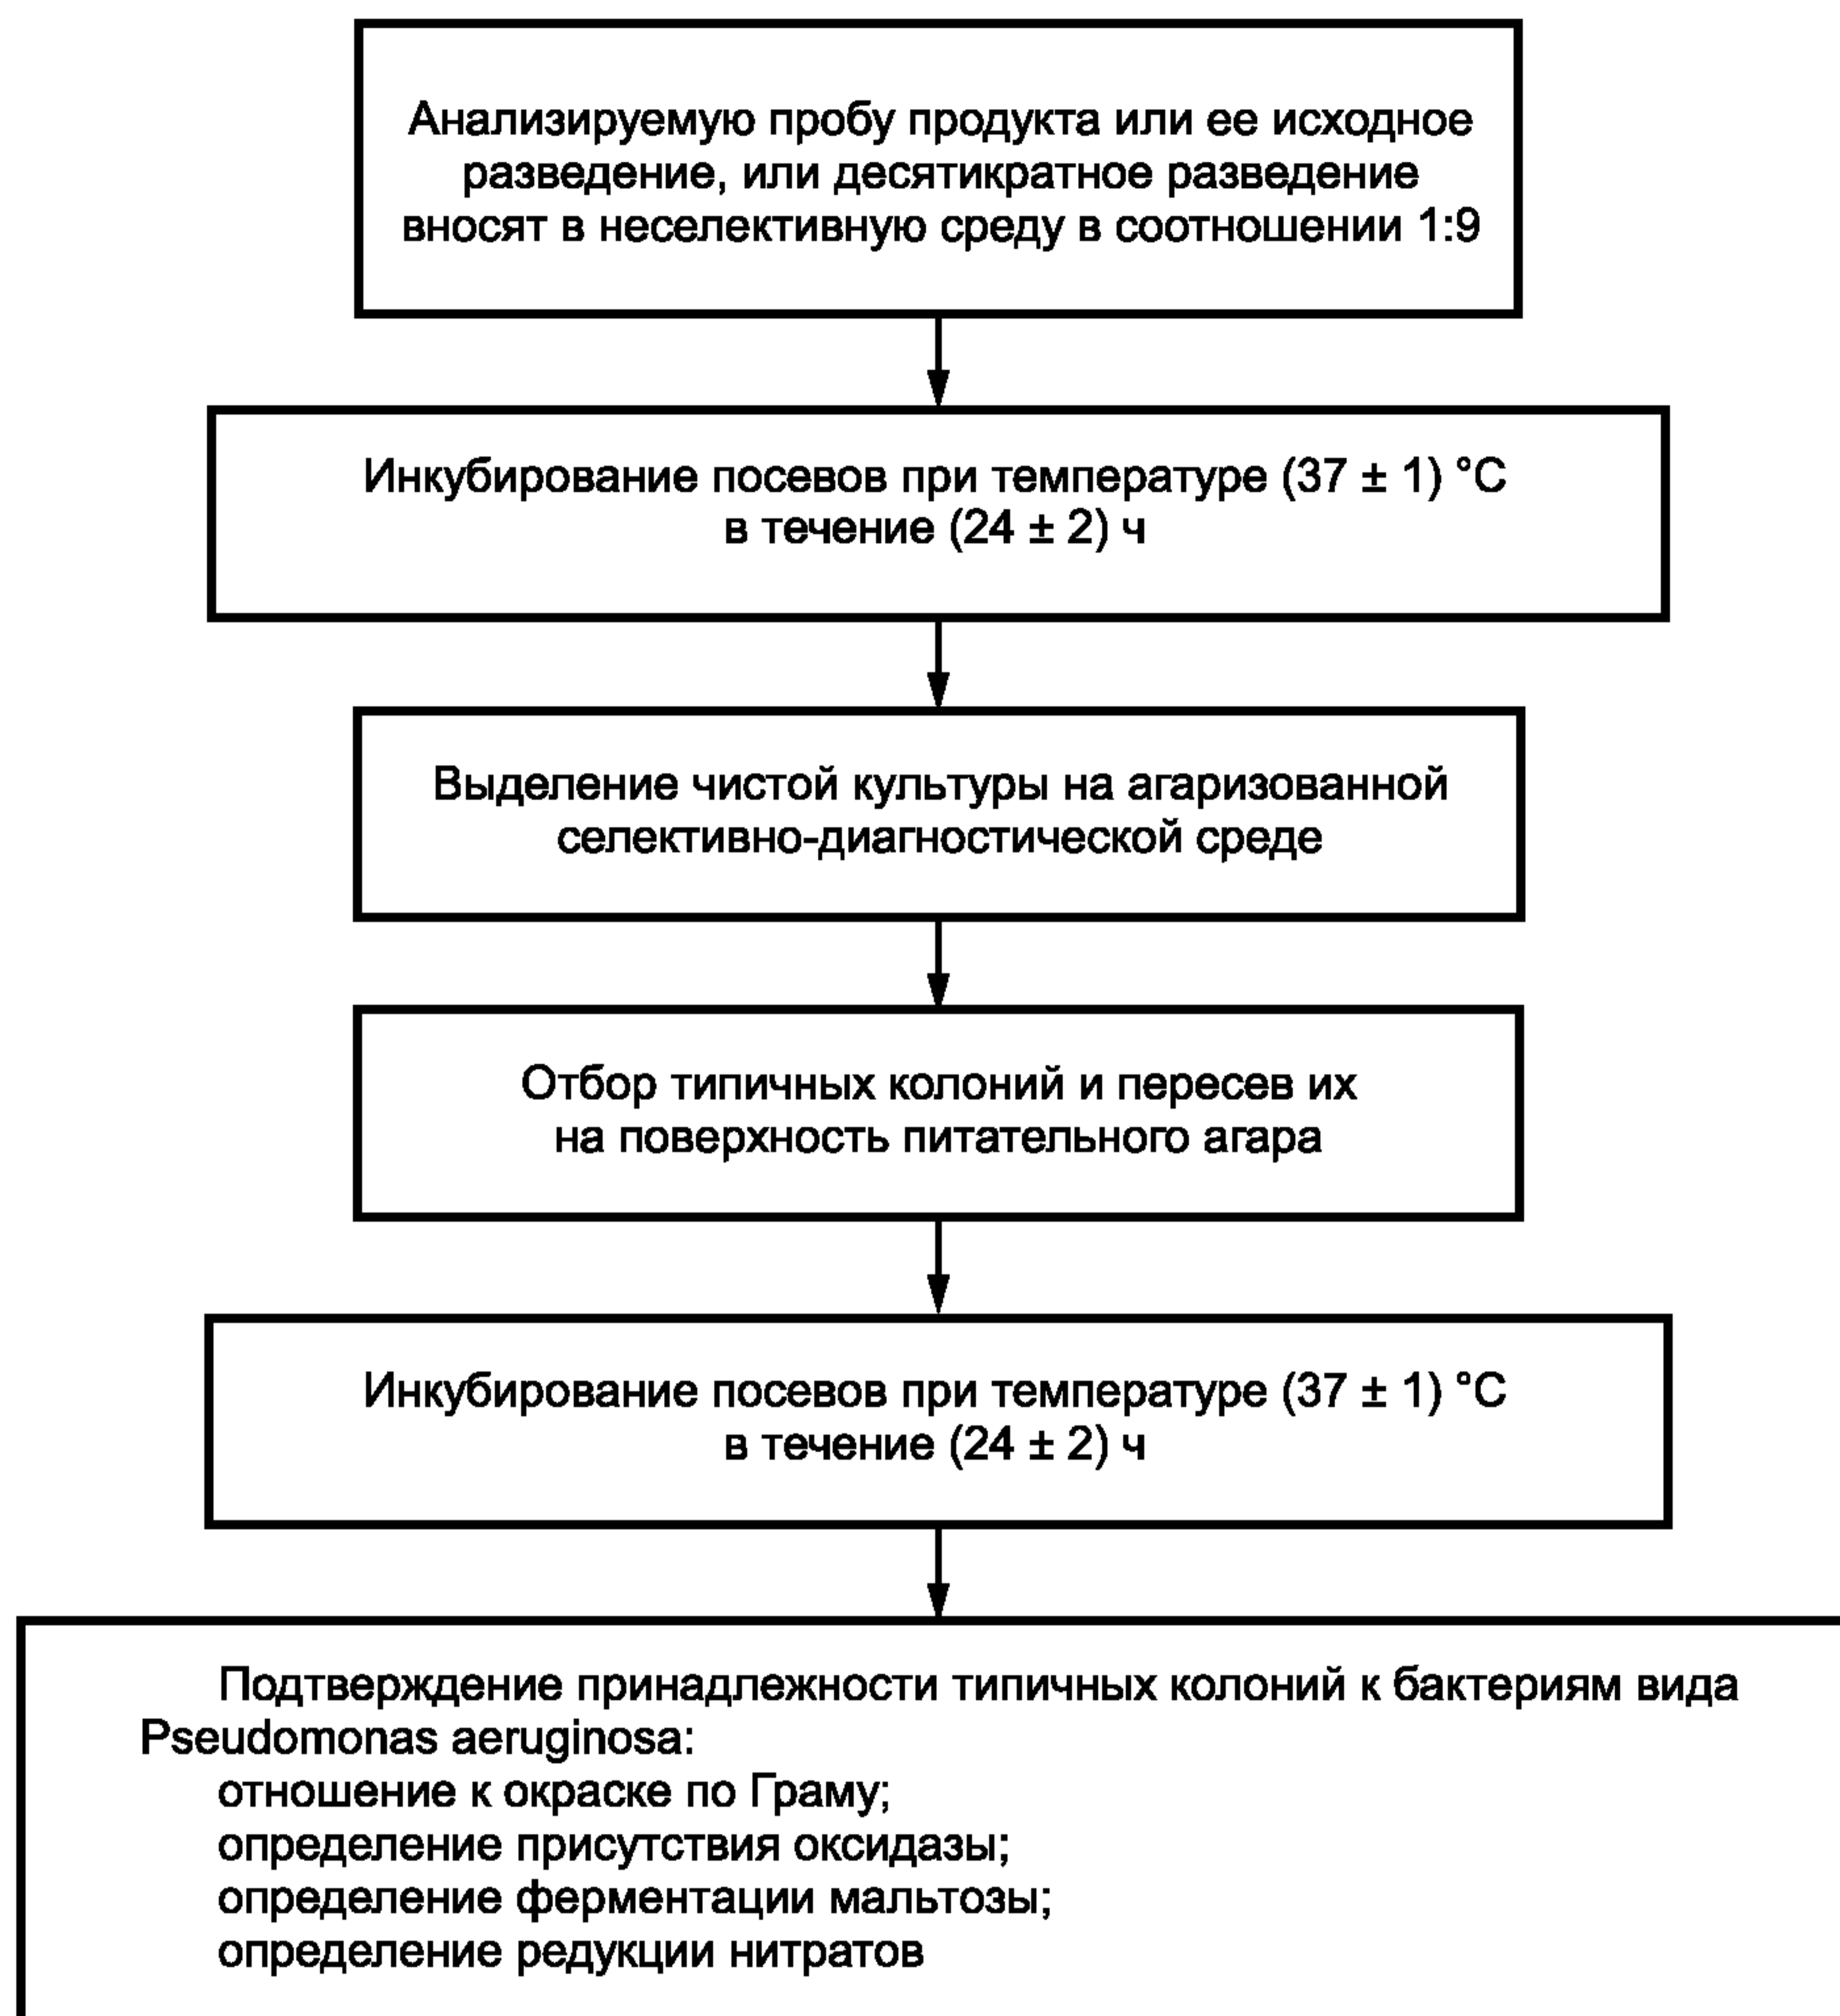 Анализируемую пробу продукта или ее исходное
разведение, или десятикратное разведение
вносят в неселективную среду в соотношении 1:9
Инкубирование посевов при температуре (37 ± 1) °С
в течение (24 ± 2) ч
Выделение чистой культуры на агаризованной
селективно-диагностической среде
Отбор типичных колоний и пересев их
на поверхность питательного агара
Инкубирование посевов при температуре (37 ± 1) °С
в течение (24 ± 2) ч
Подтверждение принадлежности типичных колоний к бактериям вида
Pseudomonas aeruginosa:
отношение к окраске по Граму;
определение присутствия оксидазы;
определение ферментации мальтозы;
определение редукции нитратов